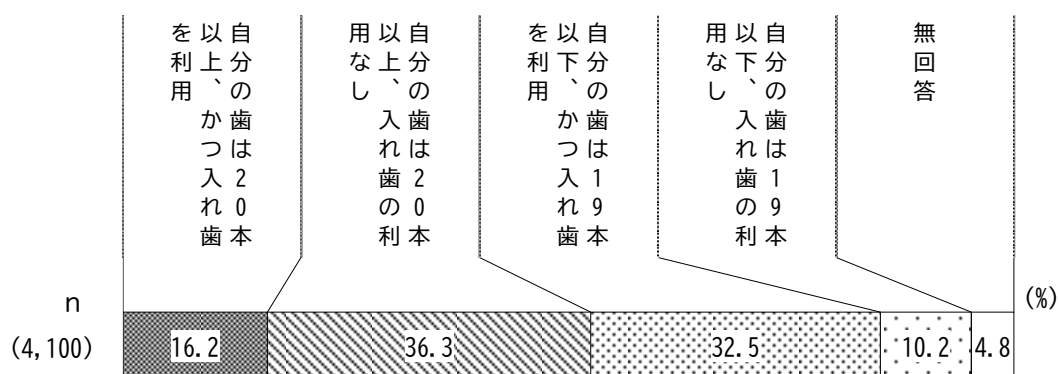 自分の歯は20本
以上、かつ入れ歯
を利用
自分の歯は20本
以上、入れ歯の利
用なし
自分の歯は19本
以下、かつ入れ歯
を利用
自分の歯は19本
以下、入れ歯の利
用なし
無回答
(%)
n
(4,100)
16.2
36.3
32.5
10.2
4.8